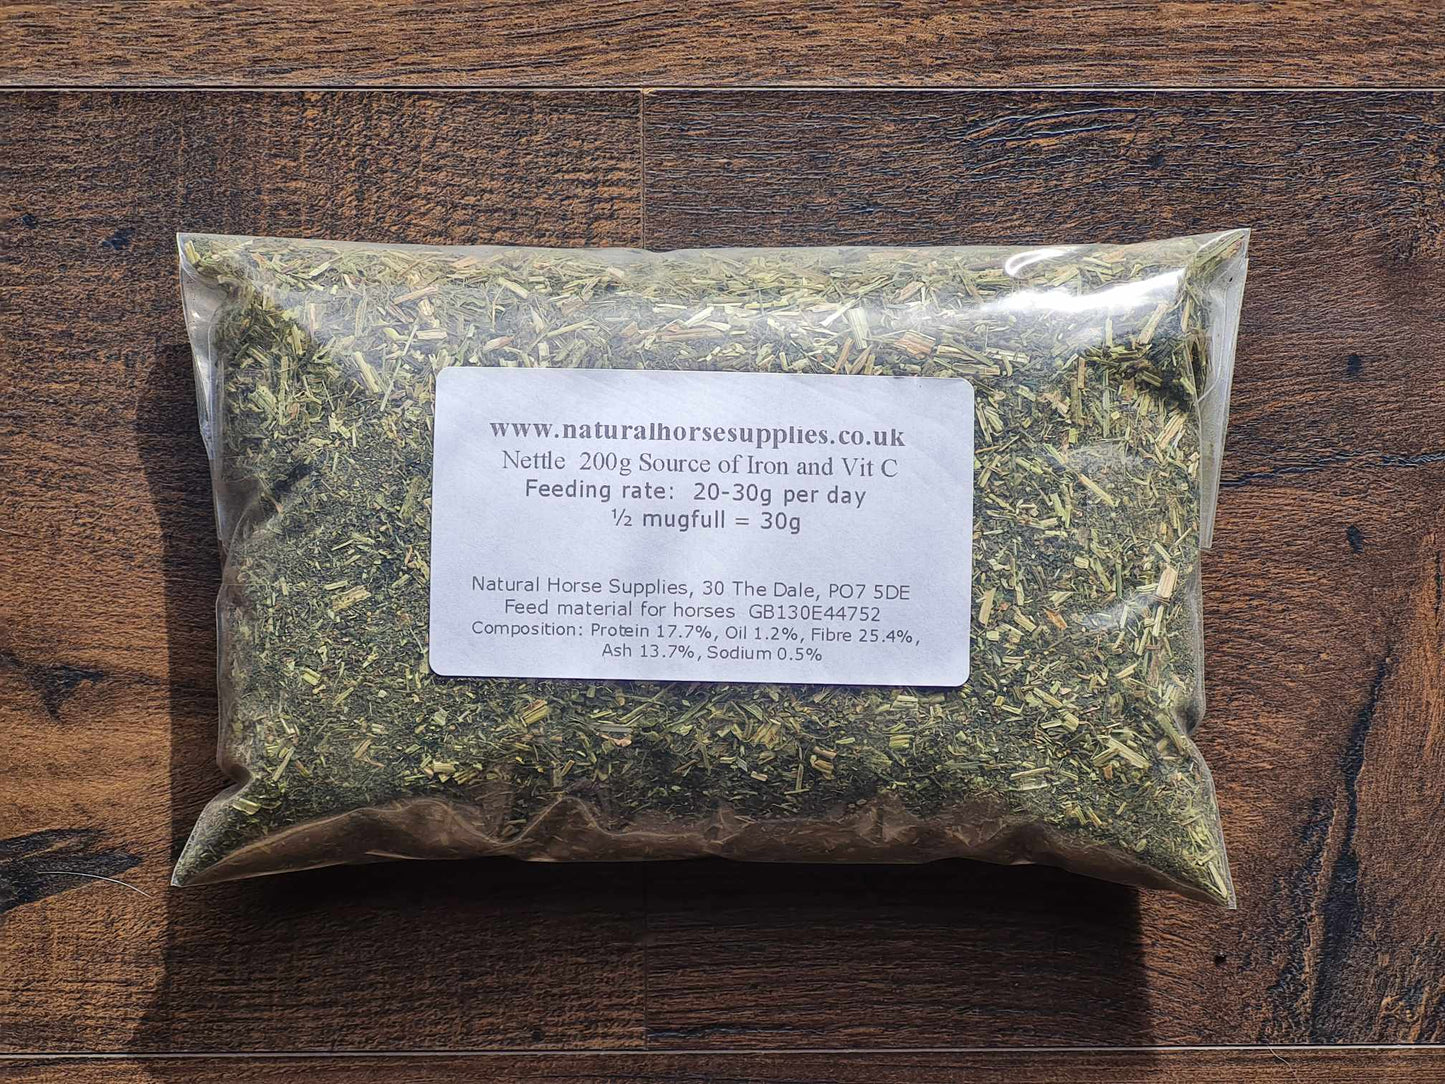 www.naturalhorsesupplies.co.uk
Nettle 200g Source of Iron and Vit C
Feeding rate: 20-30g per day
½ mugfull = 30g
Natural Horse Supplies, 30 The Dale, PO7 5DE
Feed material for horses GB130E44752
Composition: Protein 17.7%, Oil 1.2%, Fibre 25.4%,
Ash 13.7%, Sodium 0.5%